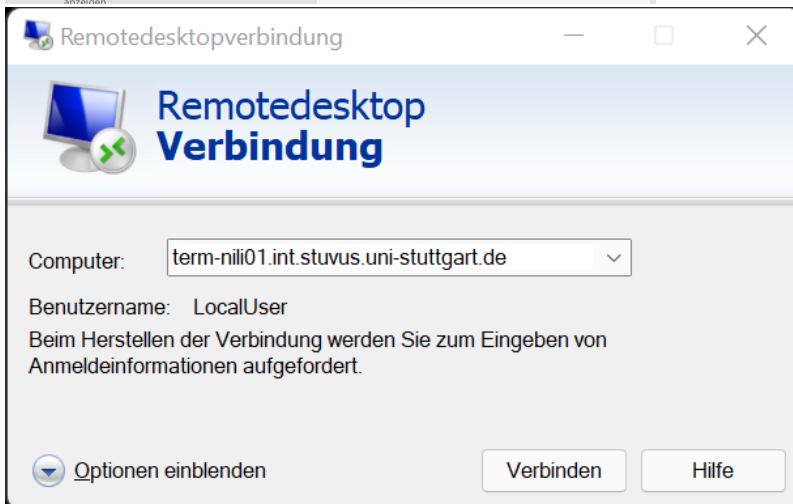 anzeigen
Remotedesktopverbindung
Remotedesktop
Verbindung
Computer: term-nili01.int.stuvus.uni-stuttgart.de
Benutzername: LocalUser
Beim Herstellen der Verbindung werden Sie zum Eingeben von
Anmeldeinformationen aufgefordert.
Optionen einblenden Verbinden Hilfe